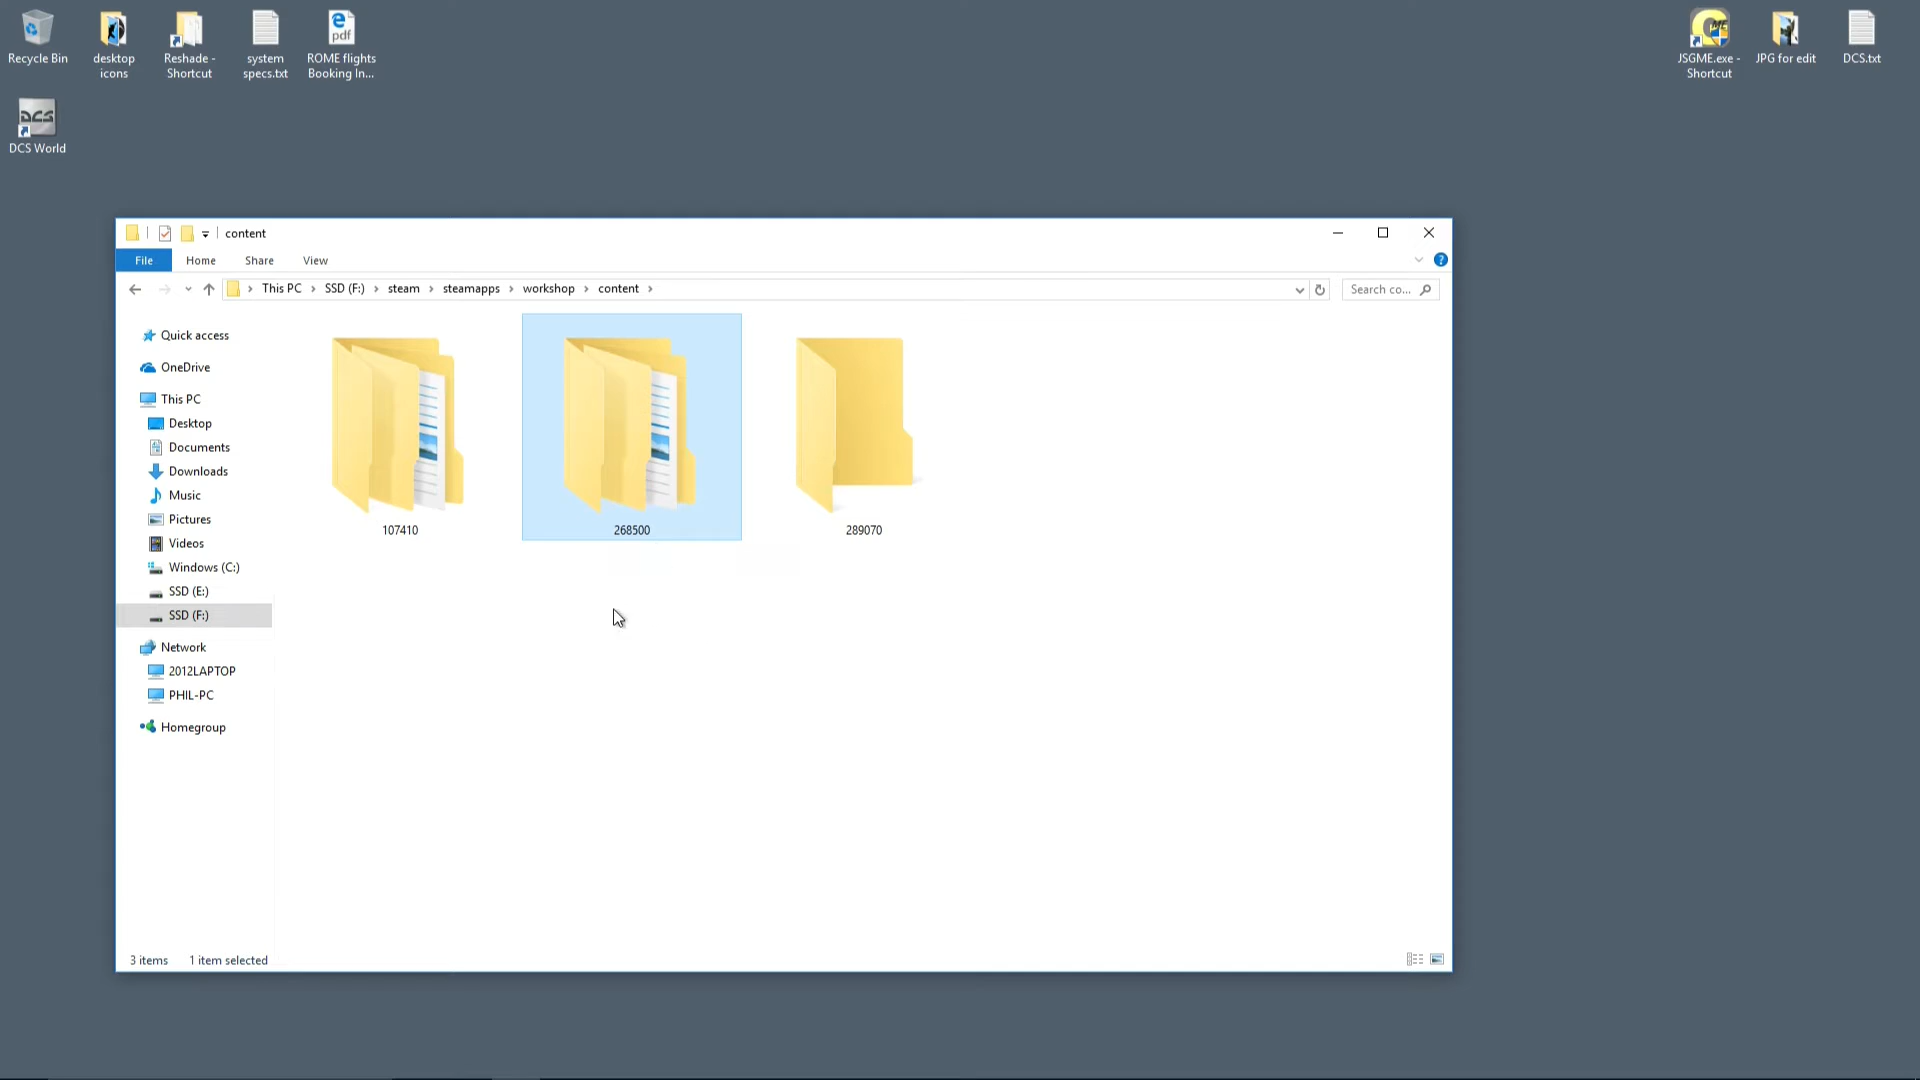 Recycle Bin
desktop
icons
Reshade -
Shortcut
system
specs.txt
ROME flights
Booking In...
JSGME.exe -
Shortcut
JPG for edit
DCS.txt
DCS
DCS World
content
File
Home
Share
View
This PC
SSD (F:)
steam
steamapps
workshop
content
Search co...
Quick access
OneDrive
This PC
Desktop
Documents
Downloads
Music
Pictures
Videos
Windows (C:)
SSD (E:)
SSD (F:)
Network
2012LAPTOP
PHIL-PC
Homegroup
107410
268500
289070
3 items
1 item selected
pdf